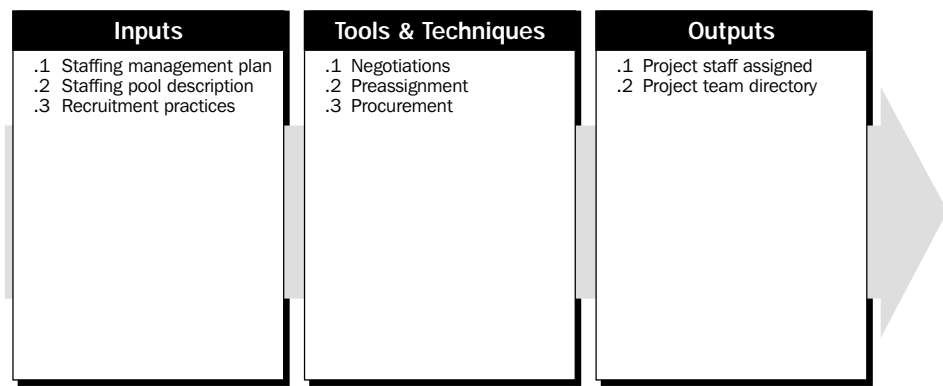 Inputs
.1 Staffing management plan
.2 Staffing pool description
.3 Recruitment practices
Tools & Techniques
.1 Negotiations
.2 Preassignment
.3 Procurement
Outputs
.1 Project staff assigned
.2 Project team directory